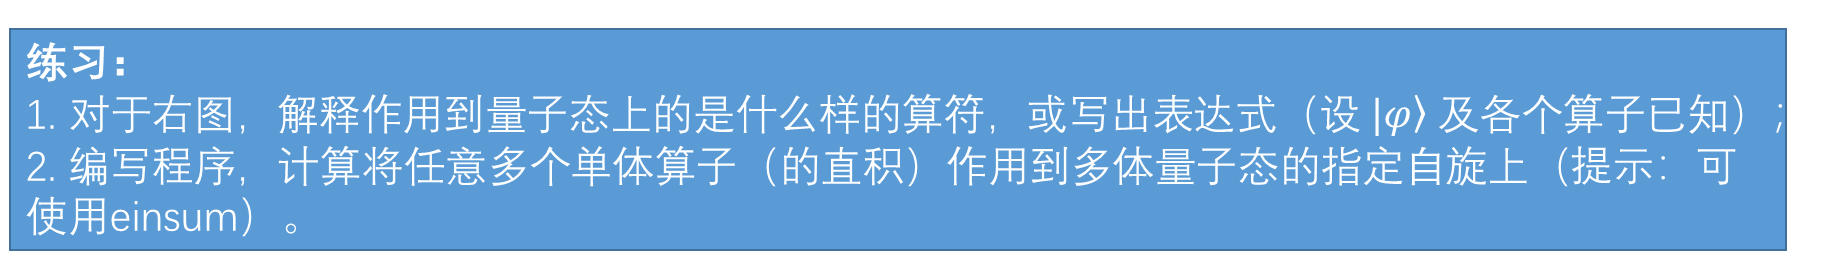 练习：
1. 对于右图，解释作用到量子态上的是什么样的算符，或写出表达式（设 |φ⟩ 及各个算子已知）；
2. 编写程序，计算将任意多个单体算子（的直积）作用到多体量子态的指定自旋上（提示：可
使用einsum）。